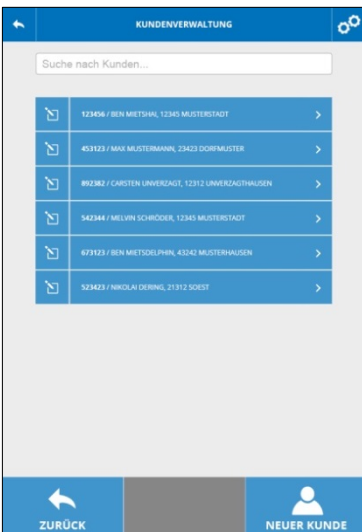 KUNDENVERWALTUNG
Suche nach Kunden...
123456 / BEN MIETSHAI, 12345 MUSTERSTADT
453123 / MAX MUSTERMANN, 23423 DORFMUSTER
892382 / CARSTEN UNVERZAGT, 12312 UNVERZAGTHAUSEN
542344 / MELVIN SCHRÖDER, 12345 MUSTERSTADT
673123 / BEN MIETSDELPHIN, 43242 MUSTERHAUSEN
523423 / NIKOLAI DERING, 21312 SOEST
ZURÜCK
NEUER KUNDE